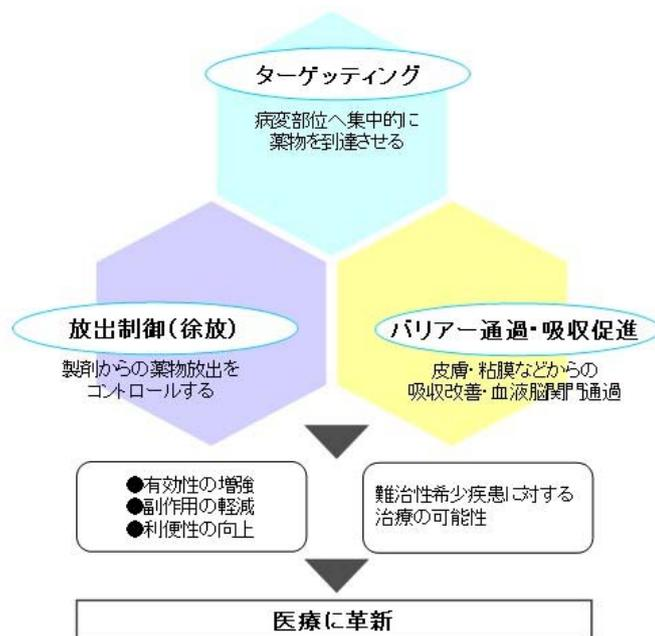 ターゲッティング
病変部位へ集中的に
薬物を到達させる
放出制御(徐放)
製剤からの薬物放出を
コントロールする
バリアー通過・吸収促進
皮膚・粘膜などからの
吸収改善・血液脳関門通過
●有効性の増強
●副作用の軽減
●利便性の向上
難治性希少疾患に対する
治療の可能性
医療に革新